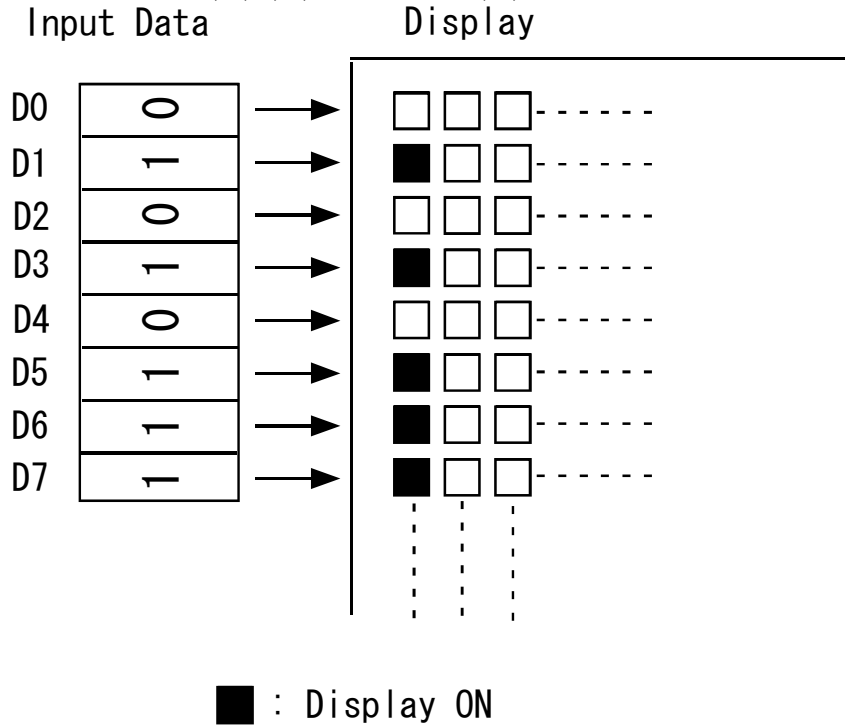 Input Data Display
D0 0
D1 1
D2 0
D3 1
D4 0
D5 1
D6 1
D7 1
: Display ON